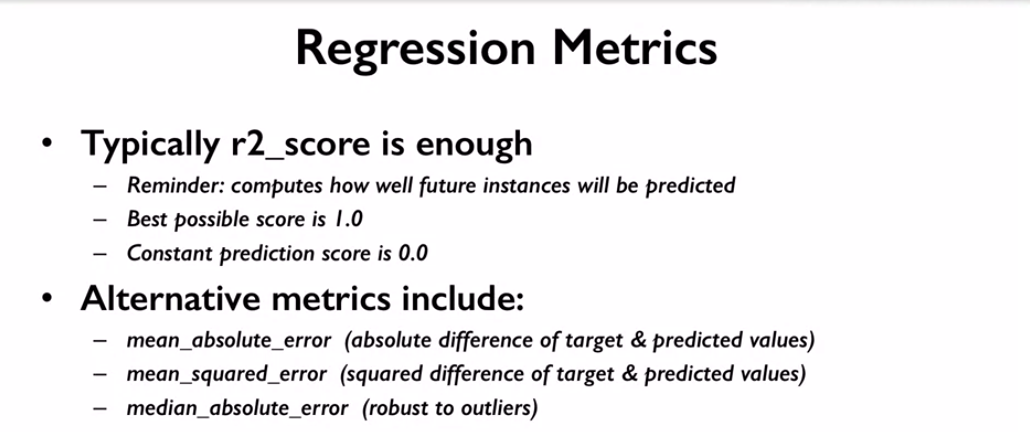 Regression Metrics
• Typically r2_score is enough
– Reminder: computes how well future instances will be predicted
– Best possible score is 1.0
– Constant prediction score is 0.0
• Alternative metrics include:
– mean_absolute_error (absolute difference of target & predicted values)
– mean_squared_error (squared difference of target & predicted values)
– median_absolute_error (robust to outliers)